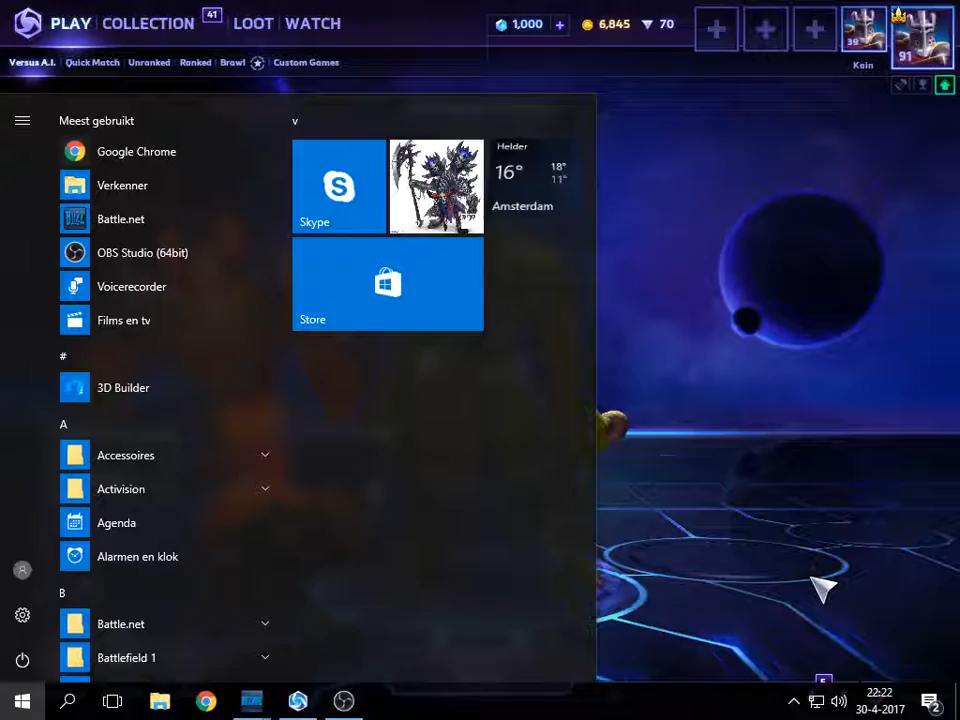 PLAY COLLECTION 41 LOOT WATCH 1,000 + 6,845 70
39 91
Versus A.I. Quick Match Unranked Ranked Brawl Custom Games Kain
Meest gebruikt
Google Chrome
Verkenner
Battle.net
OBS Studio (64bit)
Voicerecorder
Films en tv
#
3D Builder
A
Accessoires
Activision
Agenda
Alarmen en klok
B
Battle.net
Battlefield 1
v
Skype
Helder
16° 18°
11°
Amsterdam
Store
22:22
30-4-2017
2